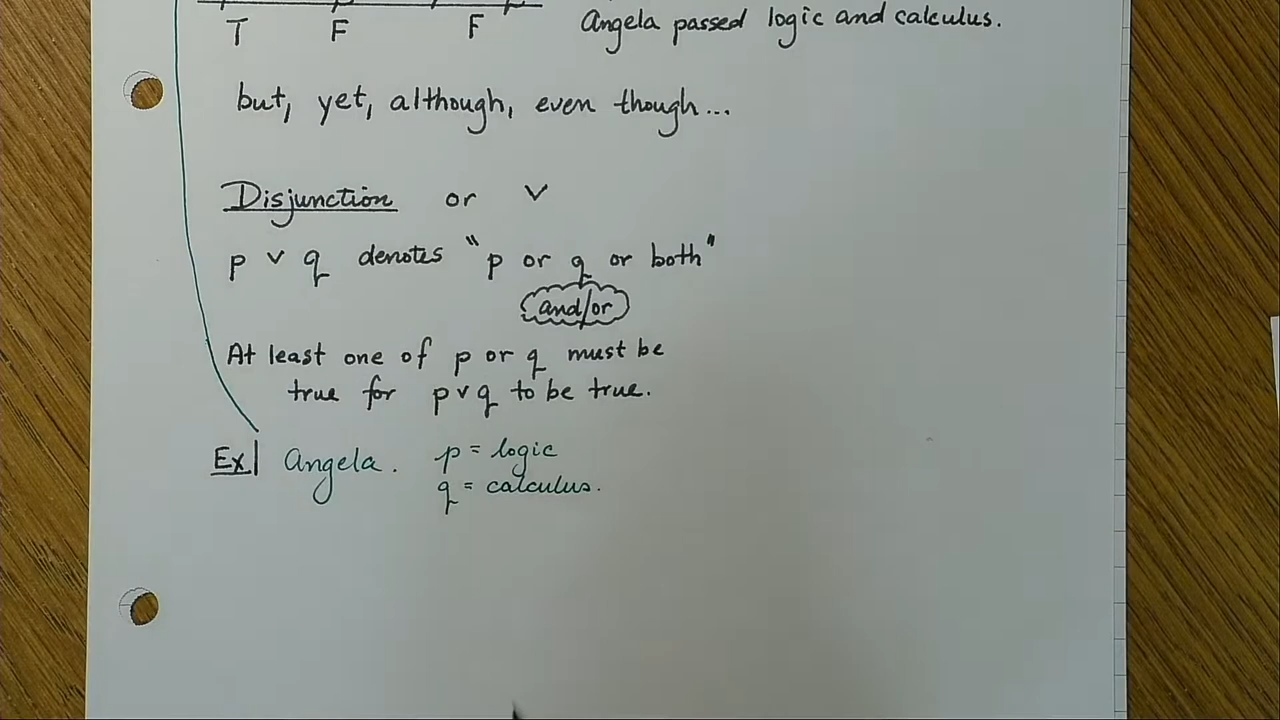 T F F Angela passed logic and calculus.
but, yet, although, even though...
Disjunction or ∨
p ∨ q denotes "p or q or both"
and/or
At least one of p or q must be
true for p ∨ q to be true.
Ex| Angela. p = logic
q = calculus.